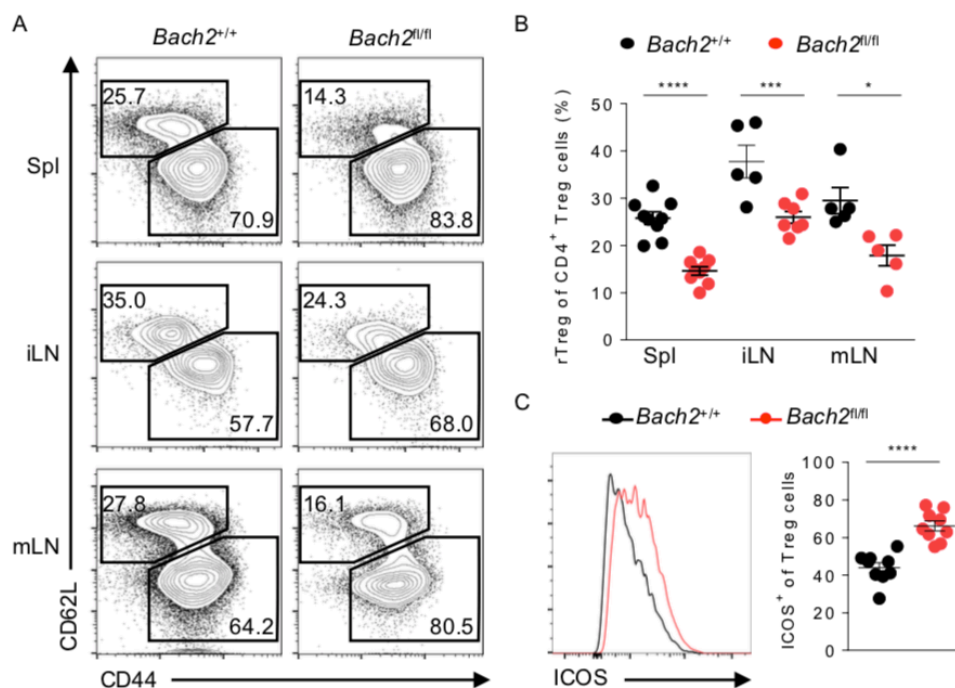 A
Bach2+/+
Bach2fl/fl
Spl
25.7
70.9
14.3
83.8
iLN
35.0
57.7
24.3
68.0
mLN
27.8
64.2
16.1
80.5
CD62L
CD44
B
Bach2+/+
Bach2fl/fl
**** *** *
rTreg of CD4+ Treg cells (%)
50
40
30
20
10
0
Spl iLN mLN
C
Bach2+/+
Bach2fl/fl
ICOS
****
ICOS+ of Treg cells
100
80
60
40
20
0